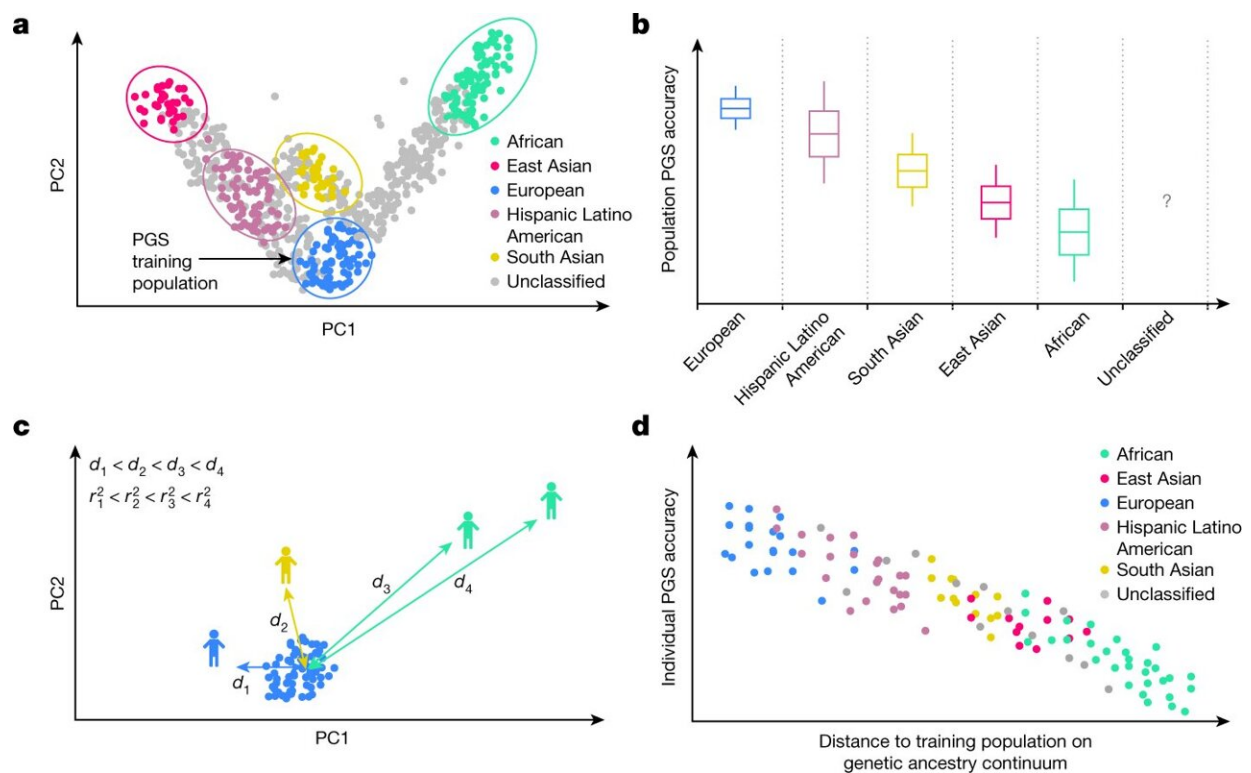 a
PC2
PC1
PGS
training
population
African
East Asian
European
Hispanic Latino
American
South Asian
Unclassified
b
Population PGS accuracy
European
Hispanic Latino
American
South Asian
East Asian
African
Unclassified
?
c
d₁ < d₂ < d₃ < d₄
r₁² < r₂² < r₃² < r₄²
d₁
d₂
d₃
d₄
PC2
PC1
d
Individual PGS accuracy
African
East Asian
European
Hispanic Latino
American
South Asian
Unclassified
Distance to training population on
genetic ancestry continuum